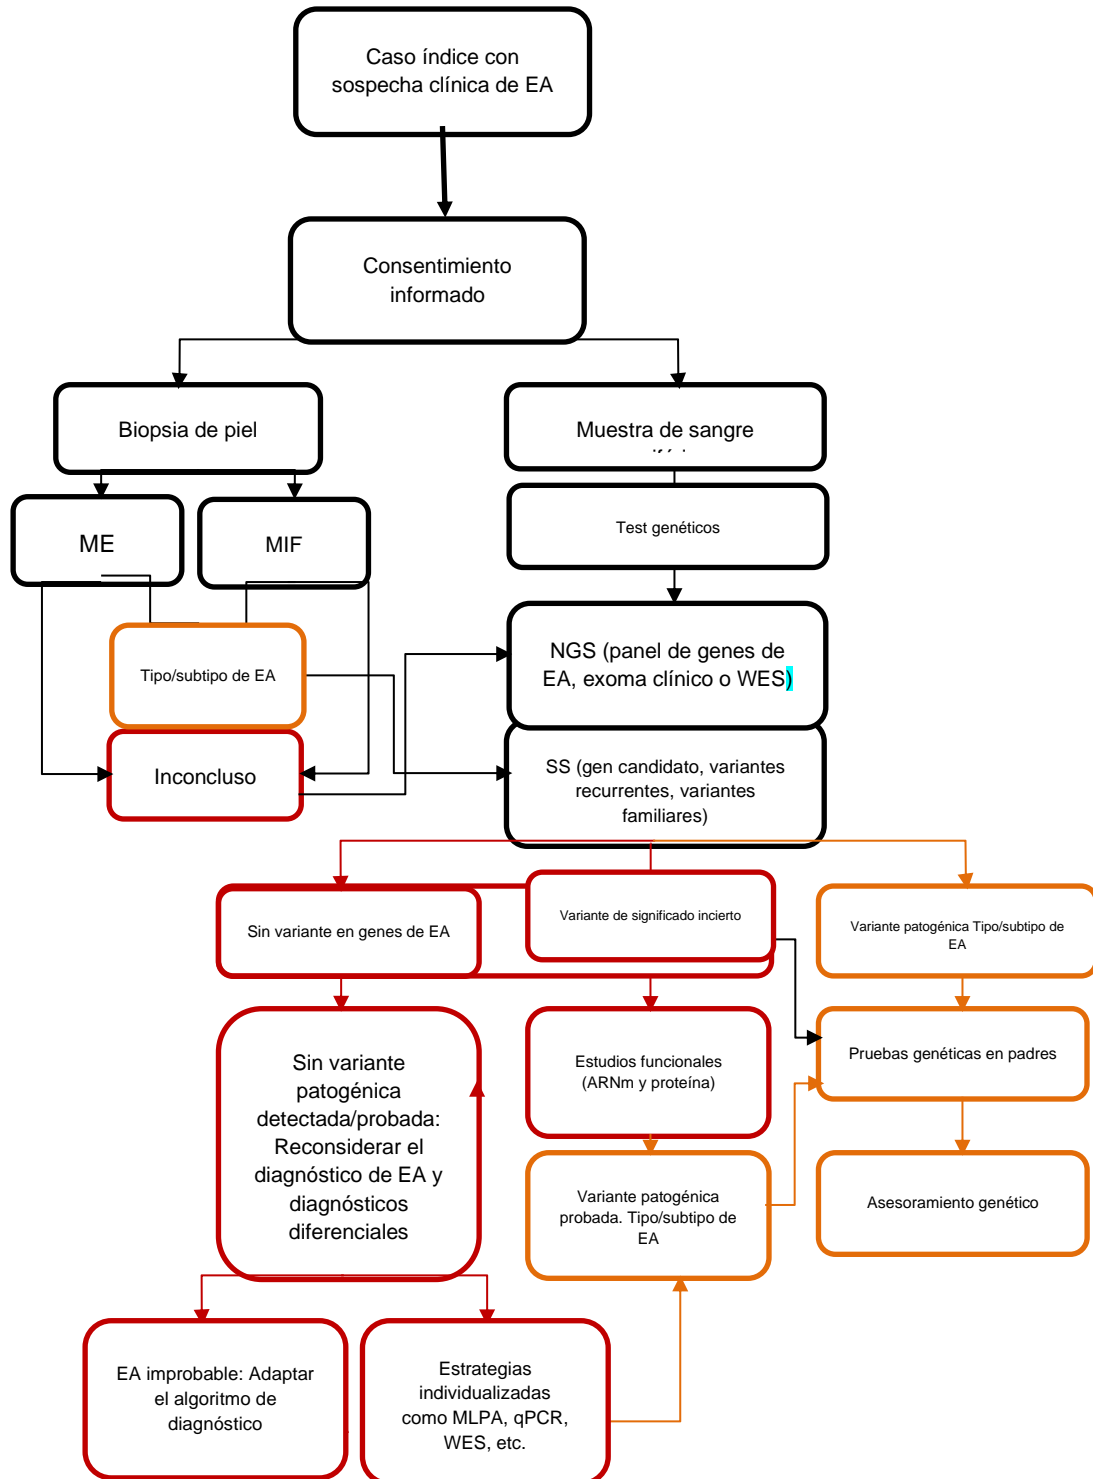 Caso índice con
sospecha clínica de EA
Consentimiento
informado
Biopsia de piel
Muestra de sangre
ME
MIF
Test genéticos
Tipo/subtipo de EA
NGS (panel de genes de
EA, exoma clínico o WES)
Inconcluso
SS (gen candidato, variantes
recurrentes, variantes
familiares)
Sin variante en genes de EA
Variante de significado incierto
Variante patogénica Tipo/subtipo de
EA
Sin variante
patogénica
detectada/probada:
Reconsiderar el
diagnóstico de EA y
diagnósticos
diferenciales
Estudios funcionales
(ARNm y proteína)
Pruebas genéticas en padres
Variante patogénica
probada. Tipo/subtipo de
EA
Asesoramiento genético
EA improbable: Adaptar
el algoritmo de
diagnóstico
Estrategias
individualizadas
como MLPA, qPCR,
WES, etc.